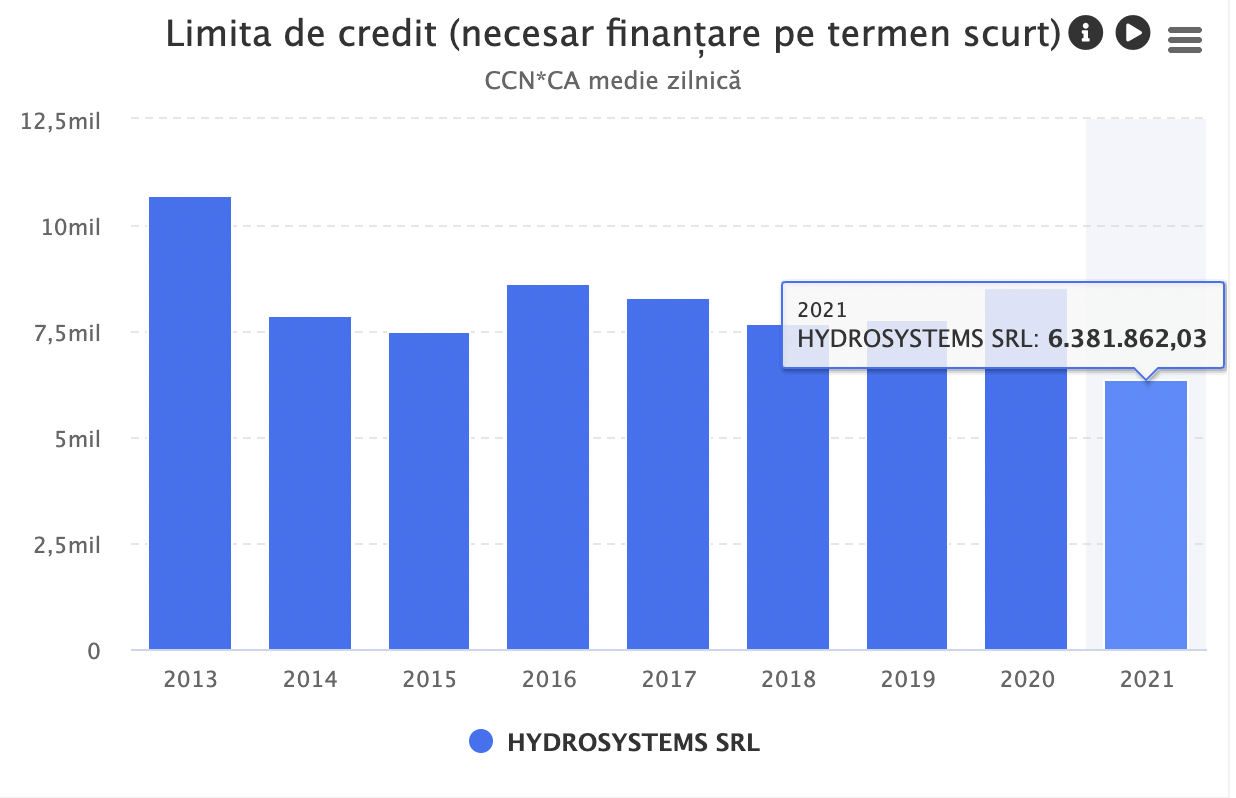 Limita de credit (necesar finanțare pe termen scurt)
CCN*CA medie zilnică
12,5mil
10mil
7,5mil
5mil
2,5mil
0
2021
HYDROSYSTEMS SRL: 6.381.862,03
2013 2014 2015 2016 2017 2018 2019 2020 2021
HYDROSYSTEMS SRL